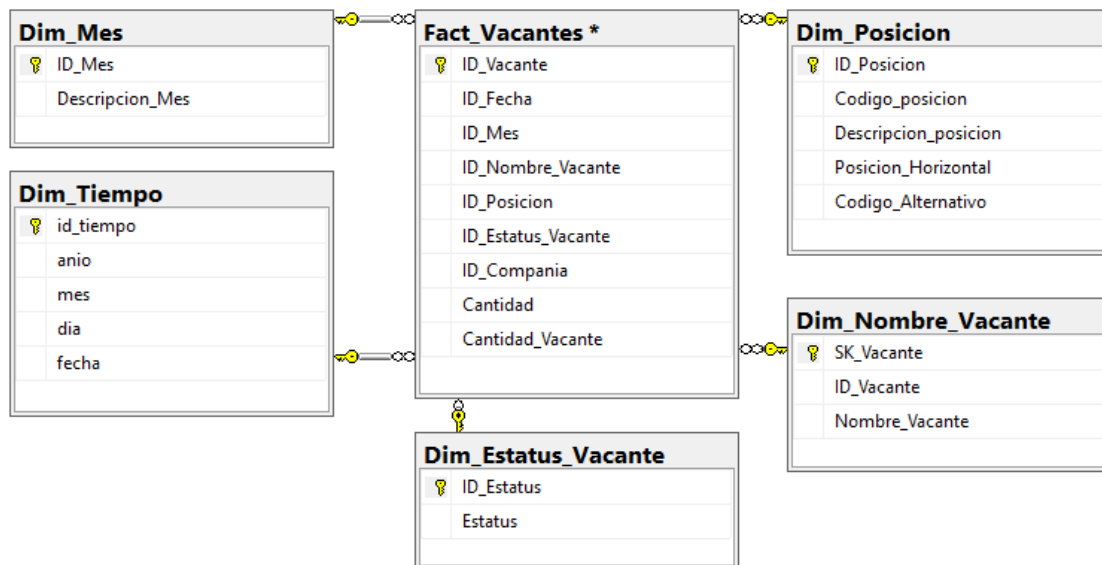 Dim_Mes
ID_Mes
Descripcion_Mes
Dim_Tiempo
id_tiempo
anio
mes
dia
fecha
Fact_Vacantes *
ID_Vacante
ID_Fecha
ID_Mes
ID_Nombre_Vacante
ID_Posicion
ID_Estatus_Vacante
ID_Compania
Cantidad
Cantidad_Vacante
Dim_Estatus_Vacante
ID_Estatus
Estatus
Dim_Posicion
ID_Posicion
Codigo_posicion
Descripcion_posicion
Posicion_Horizontal
Codigo_Alternativo
Dim_Nombre_Vacante
SK_Vacante
ID_Vacante
Nombre_Vacante